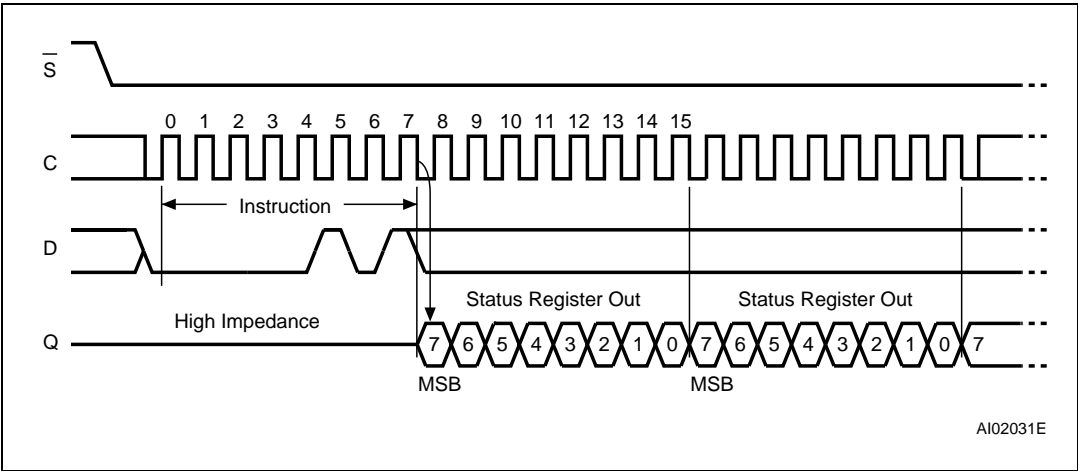 S
0 1 2 3 4 5 6 7 8 9 10 11 12 13 14 15
C
Instruction
D
Status Register Out Status Register Out
High Impedance
Q 7 6 5 4 3 2 1 0 7 6 5 4 3 2 1 0 7
MSB MSB
AI02031E